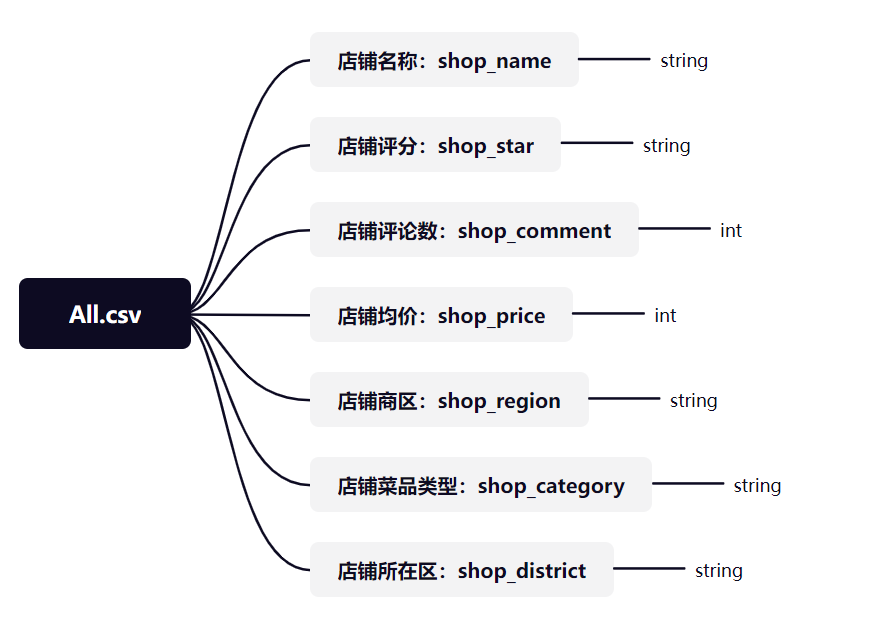 店铺名称：shop_name string
店铺评分：shop_star string
店铺评论数：shop_comment int
All.csv
店铺均价：shop_price int
店铺商区：shop_region string
店铺菜品类型：shop_category string
店铺所在区：shop_district string